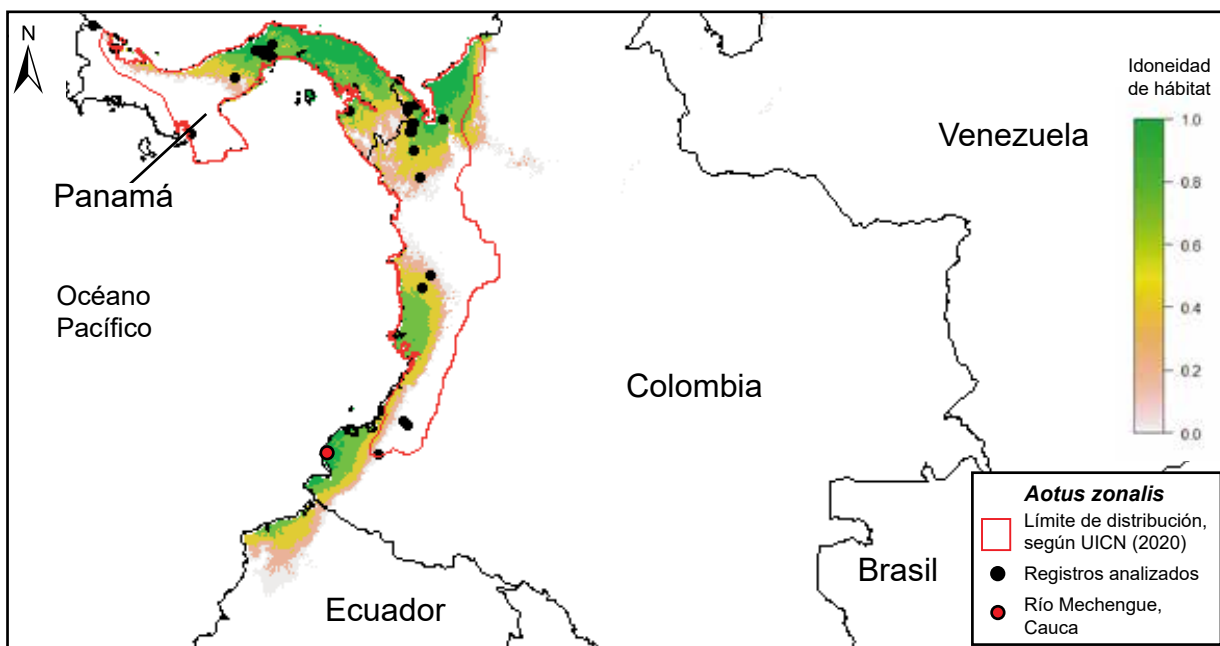 N
Idoneidad
de hábitat
1.0
0.8
0.6
0.4
0.2
0.0
Venezuela
Panamá
Océano
Pacífico
Colombia
Brasil
Ecuador
Aotus zonalis
Límite de distribución,
según UICN (2020)
Registros analizados
Río Mechengue,
Cauca